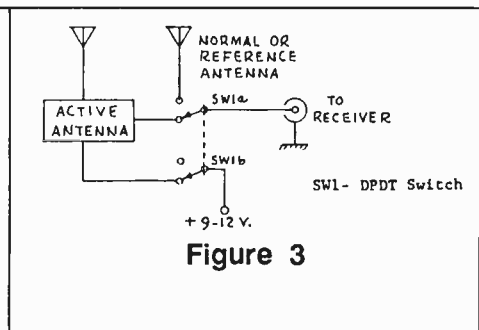 NORMAL OR
REFERENCE
ANTENNA
ACTIVE
ANTENNA
SW1a
TO
RECEIVER
SW1b
SW1- DPDT Switch
+ 9-12 V.
Figure 3